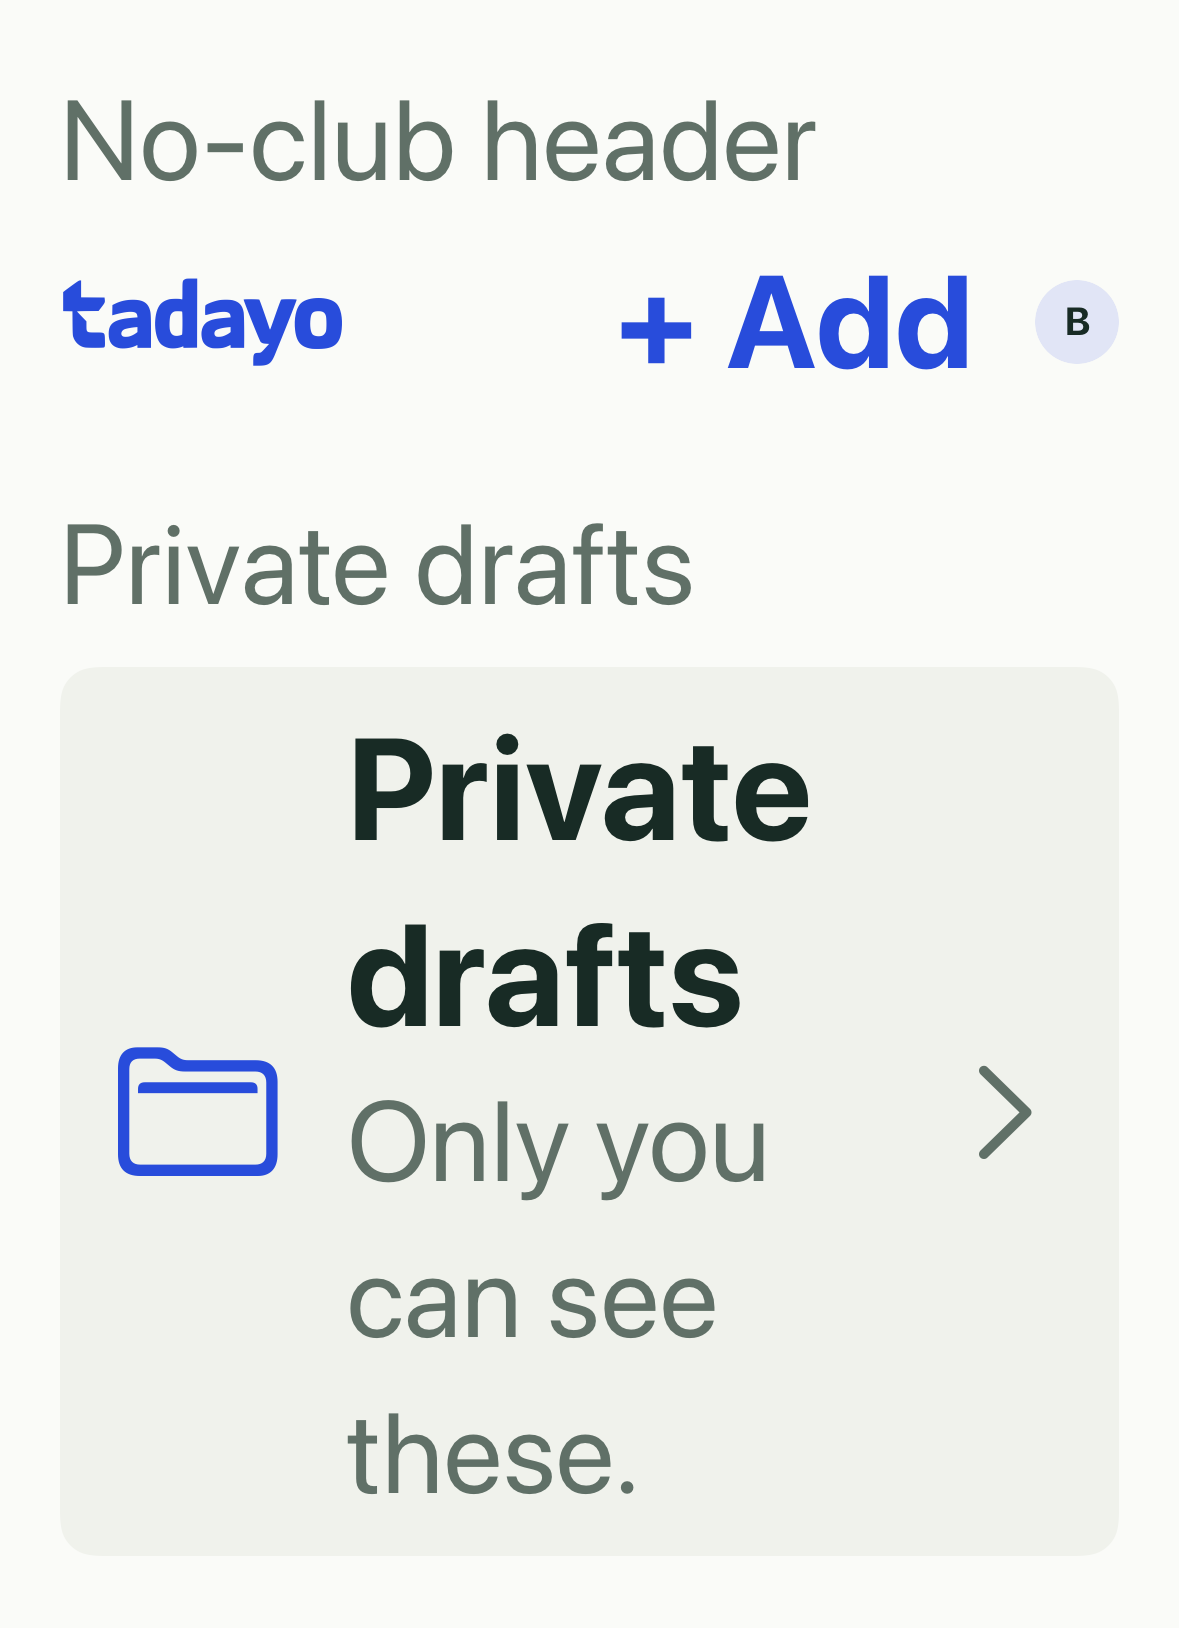 No-club header
tadayo
+ Add
B
Private drafts
Private
drafts
Only you
can see
these.